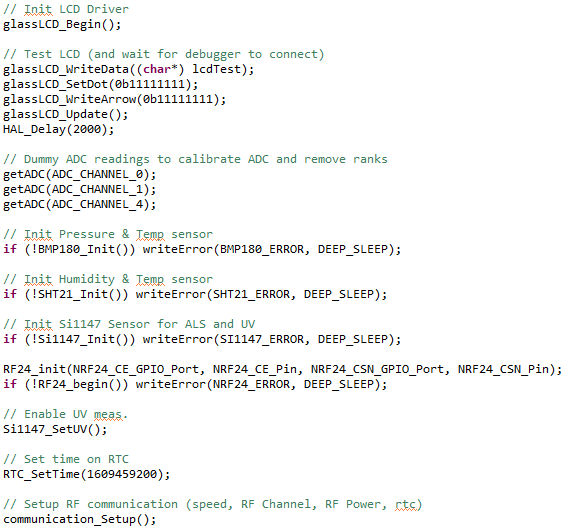 // Init LCD Driver
glassLCD_Begin();
// Test LCD (and wait for debugger to connect)
glassLCD_WriteData((char*) lcdTest);
glassLCD_SetDot(0b11111111);
glassLCD_WriteArrow(0b11111111);
glassLCD_Update();
HAL_Delay(2000);
// Dummy ADC readings to calibrate ADC and remove ranks
getADC(ADC_CHANNEL_0);
getADC(ADC_CHANNEL_1);
getADC(ADC_CHANNEL_4);
// Init Pressure & Temp sensor
if (!BMP180_Init()) writeError(BMP180_ERROR, DEEP_SLEEP);
// Init Humidity & Temp sensor
if (!SHT21_Init()) writeError(SHT21_ERROR, DEEP_SLEEP);
// Init Si1147 Sensor for ALS and UV
if (!Si1147_Init()) writeError(SI1147_ERROR, DEEP_SLEEP);
RF24_init(NRF24_CE_GPIO_Port, NRF24_CE_Pin, NRF24_CSN_GPIO_Port, NRF24_CSN_Pin);
if (!RF24_begin()) writeError(NRF24_ERROR, DEEP_SLEEP);
// Enable UV meas.
Si1147_SetUV();
// Set time on RTC
RTC_SetTime(1609459200);
// Setup RF communication (speed, RF Channel, RF Power, rtc)
communication_Setup();